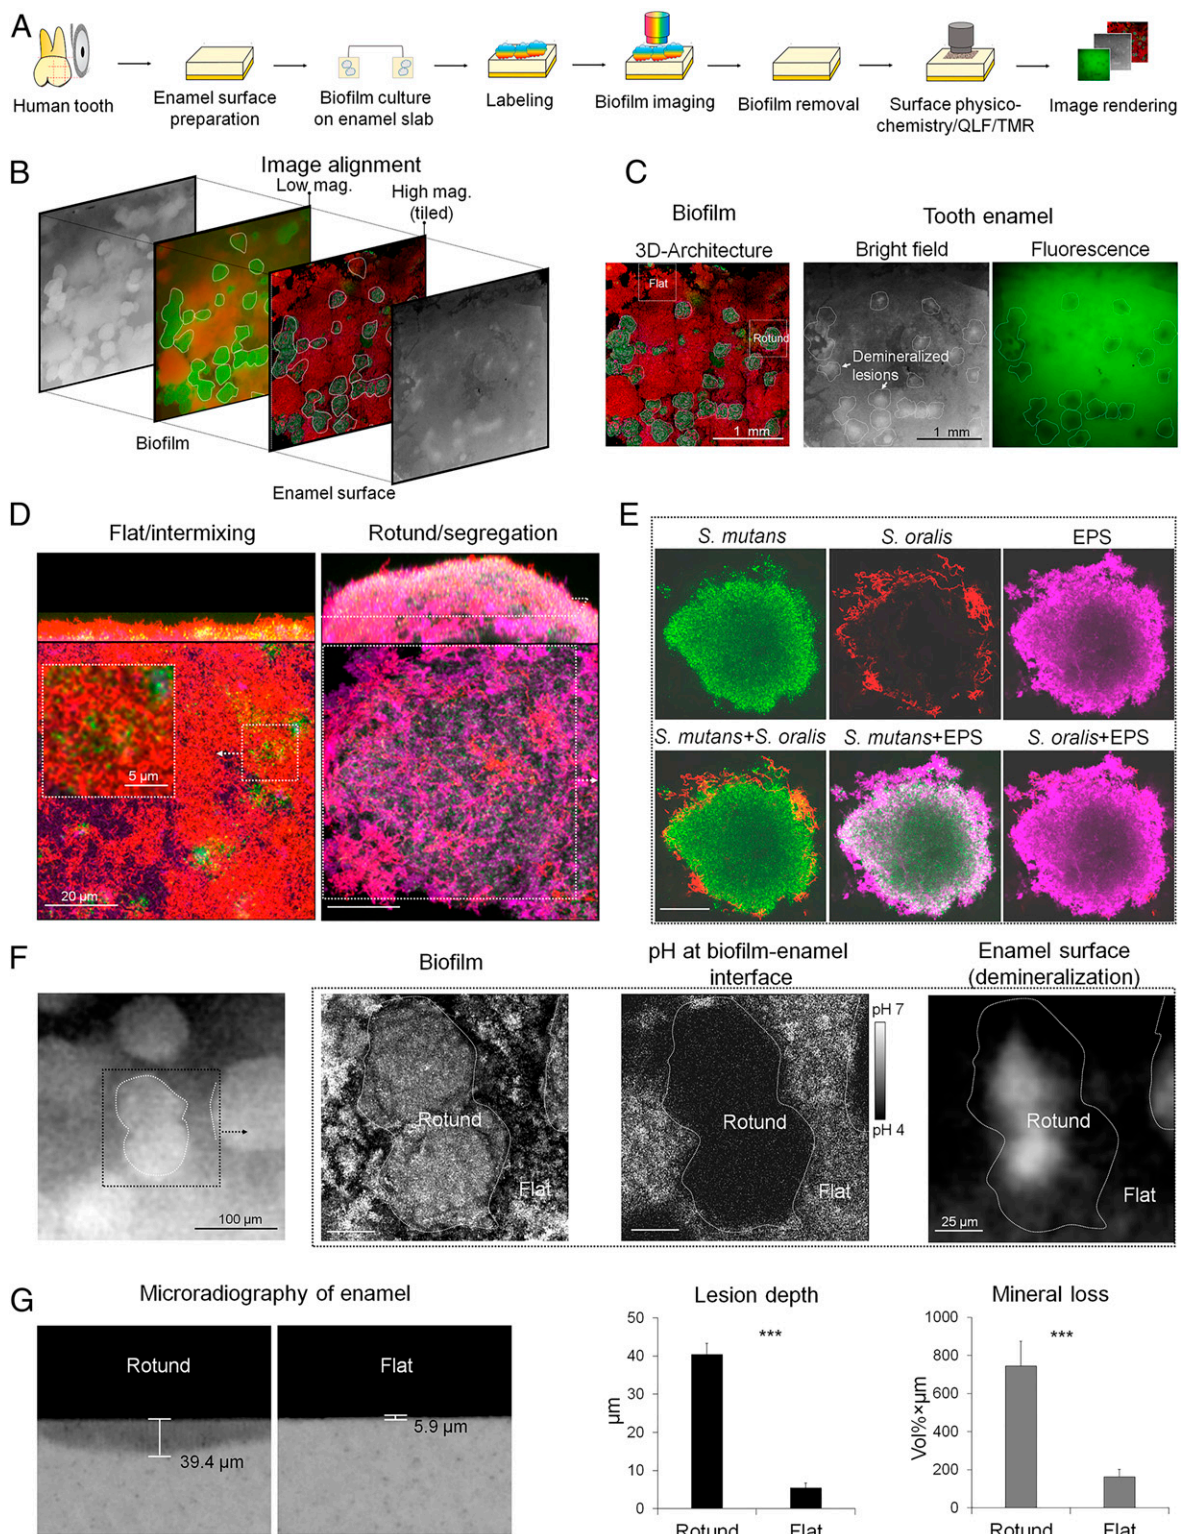 A
Human tooth
Enamel surface
preparation
Biofilm culture
on enamel slab
Labeling
Biofilm imaging
Biofilm removal
Surface physico-
chemistry/QLF/TMR
Image rendering
B
Image alignment
Low mag.
High mag.
(tiled)
Biofilm
Enamel surface
C
Biofilm
Tooth enamel
3D-Architecture
Bright field
Fluorescence
Flat
Rotund
Demineralized
lesions
1 mm
1 mm
D
Flat/intermixing
Rotund/segregation
5 µm
20 µm
E
S. mutans
S. oralis
EPS
S. mutans+S. oralis
S. mutans+EPS
S. oralis+EPS
F
Biofilm
pH at biofilm-enamel
interface
Enamel surface
(demineralization)
100 µm
Rotund
Flat
Rotund
Flat
pH 7
pH 4
Rotund
Flat
25 µm
G
Microradiography of enamel
Rotund
39.4 µm
Flat
5.9 µm
Lesion depth
50
40
30
20
10
0
µm
***
Rotund
Flat
Mineral loss
1000
800
600
400
200
0
Vol%×µm
***
Rotund
Flat